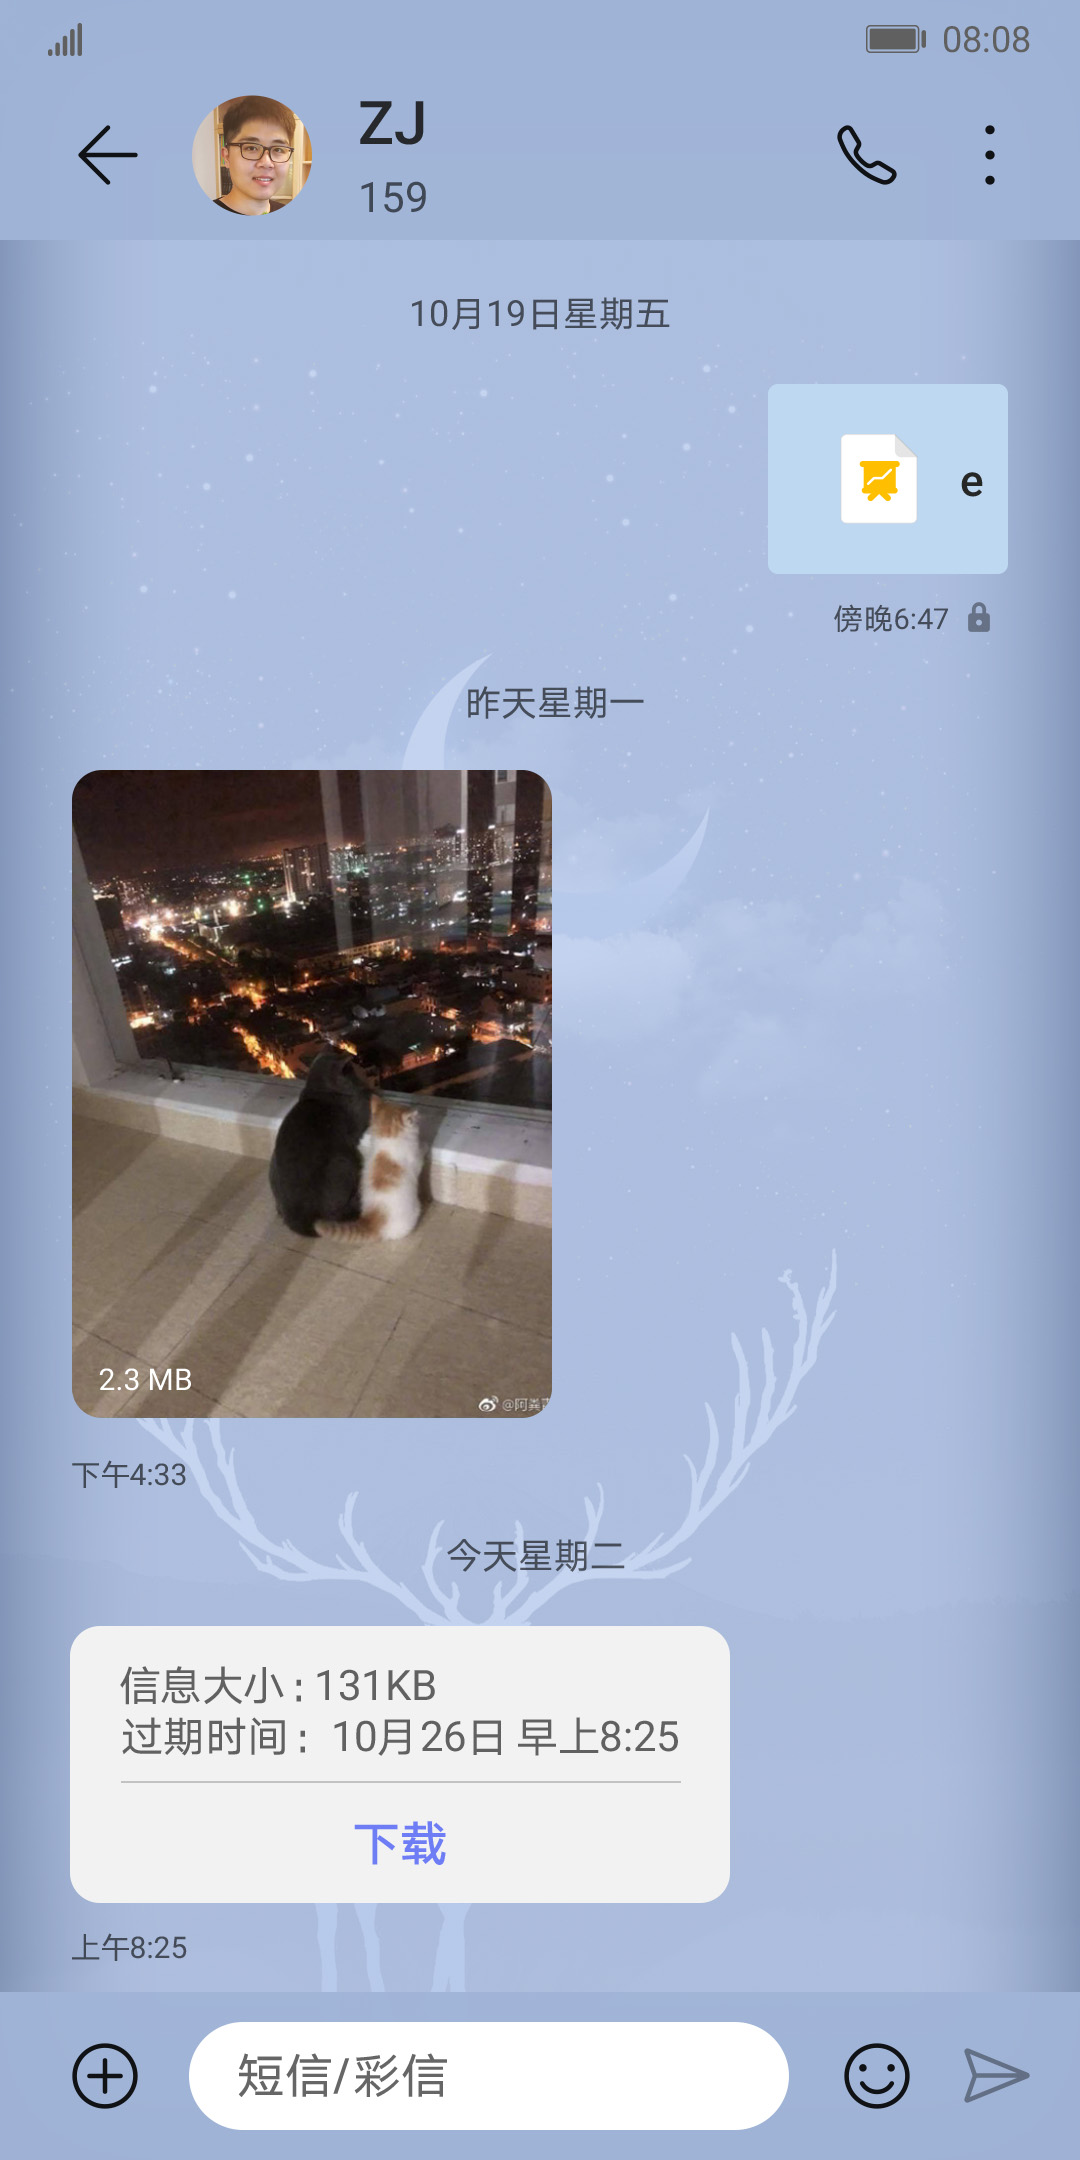 08:08
ZJ
159
10月19日星期五
e
傍晚6:47
昨天星期一
2.3 MB
下午4:33
今天星期二
信息大小 : 131KB
过期时间 : 10月26日 早上8:25
下载
上午8:25
短信/彩信